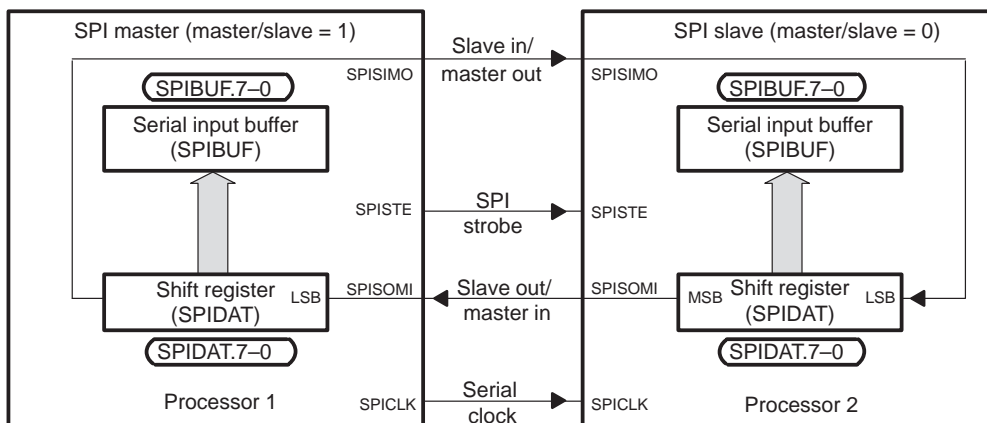 SPI master (master/slave = 1)
SPISIMO
SPIBUF.7–0
Serial input buffer
(SPIBUF)
SPISTE
Shift register
(SPIDAT)
LSB
SPISOMI
SPIDAT.7–0
Processor 1
SPICLK
Slave in/
master out
SPI
strobe
Slave out/
master in
Serial
clock
SPI slave (master/slave = 0)
SPISIMO
SPIBUF.7–0
Serial input buffer
(SPIBUF)
SPISTE
SPISOMI
MSB
Shift register
(SPIDAT)
LSB
SPIDAT.7–0
SPICLK
Processor 2